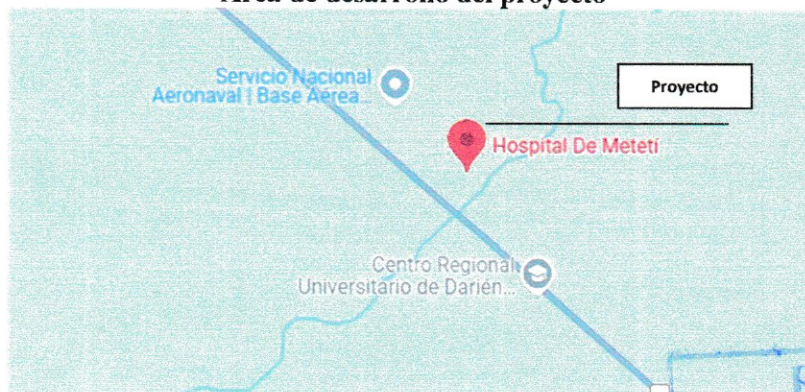 Área de desarrollo del proyecto
Servicio Nacional
Aeronaval | Base Aérea...
Proyecto
Hospital De Metetí
Centro Regional
Universitario de Darién...